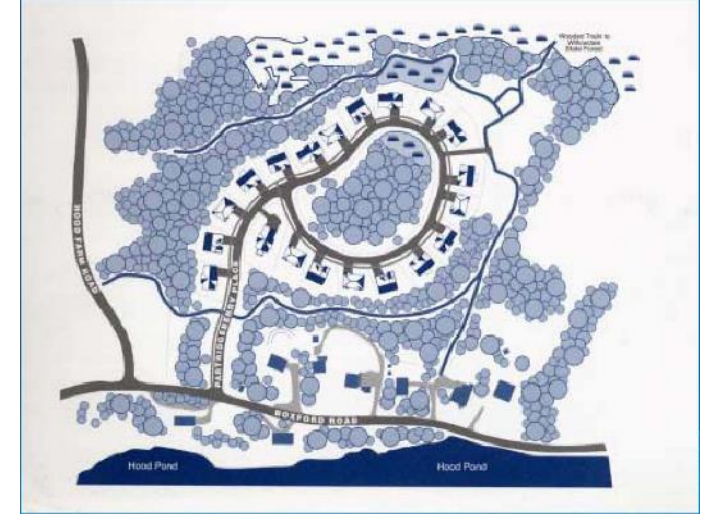 Wooded Trails to
Willowdale
State Forest
HOOD FARM ROAD
PARTRIDGEBERRY PLACE
BOXFORD ROAD
Hood Pond
Hood Pond